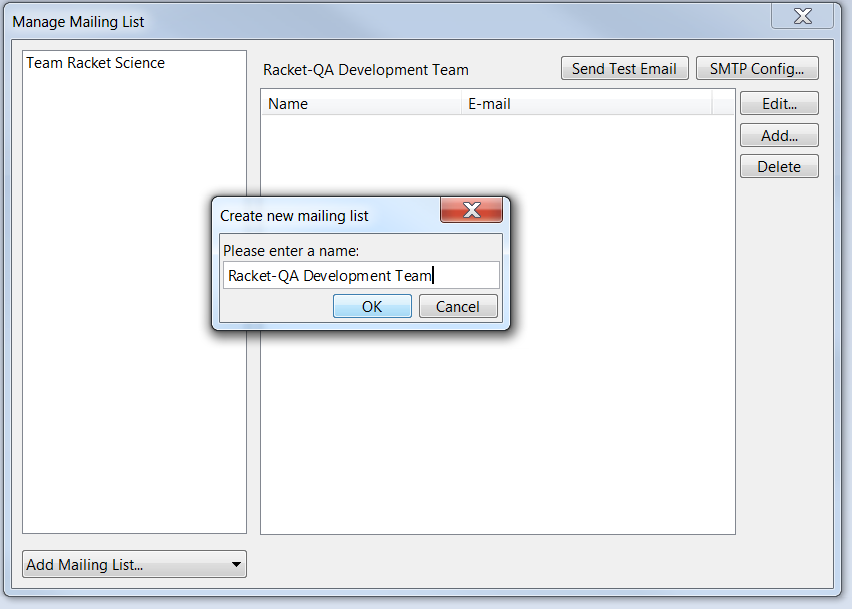 Manage Mailing List
Team Racket Science
Racket-QA Development Team
Send Test Email
SMTP Config...
Name
E-mail
Edit...
Add...
Delete
Create new mailing list
Please enter a name:
Racket-QA Development Team
OK
Cancel
Add Mailing List...